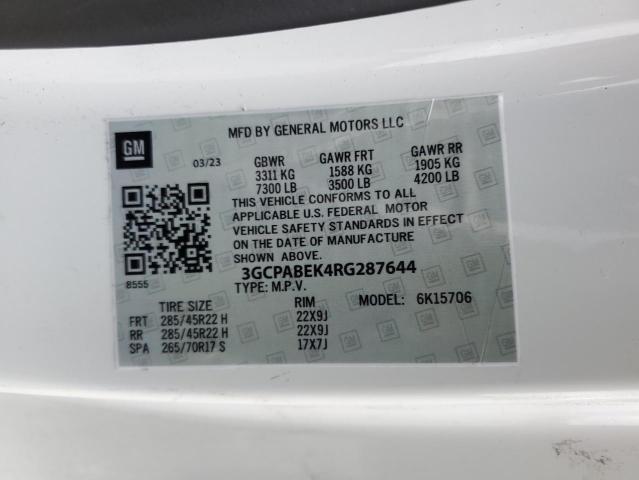 MFD BY GENERAL MOTORS LLC
GM
03/23 GBWR GAWR FRT GAWR RR
3311 KG 1588 KG 1905 KG
7300 LB 3500 LB 4200 LB
THIS VEHICLE CONFORMS TO ALL
APPLICABLE U.S. FEDERAL MOTOR
VEHICLE SAFETY STANDARDS IN EFFECT
ON THE DATE OF MANUFACTURE
SHOWN ABOVE.
8555
3GCPABEK4RG287644
TYPE: M.P.V.
TIRE SIZE RIM MODEL: 6K15706
FRT 285/45R22 H 22X9J
RR 285/45R22 H 22X9J
SPA 265/70R17 S 17X7J